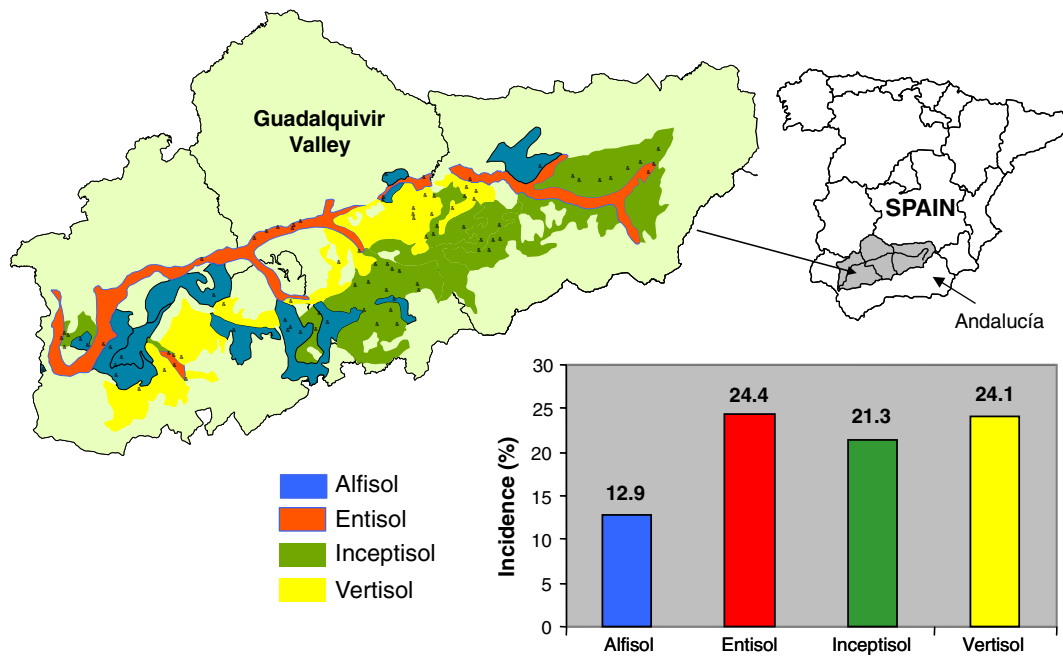 Guadalquivir
Valley
SPAIN
Andalucía
Alfisol
Entisol
Inceptisol
Vertisol
Incidence (%)
30
25
20
15
10
5
0
12.9
24.4
21.3
24.1
Alfisol
Entisol
Inceptisol
Vertisol